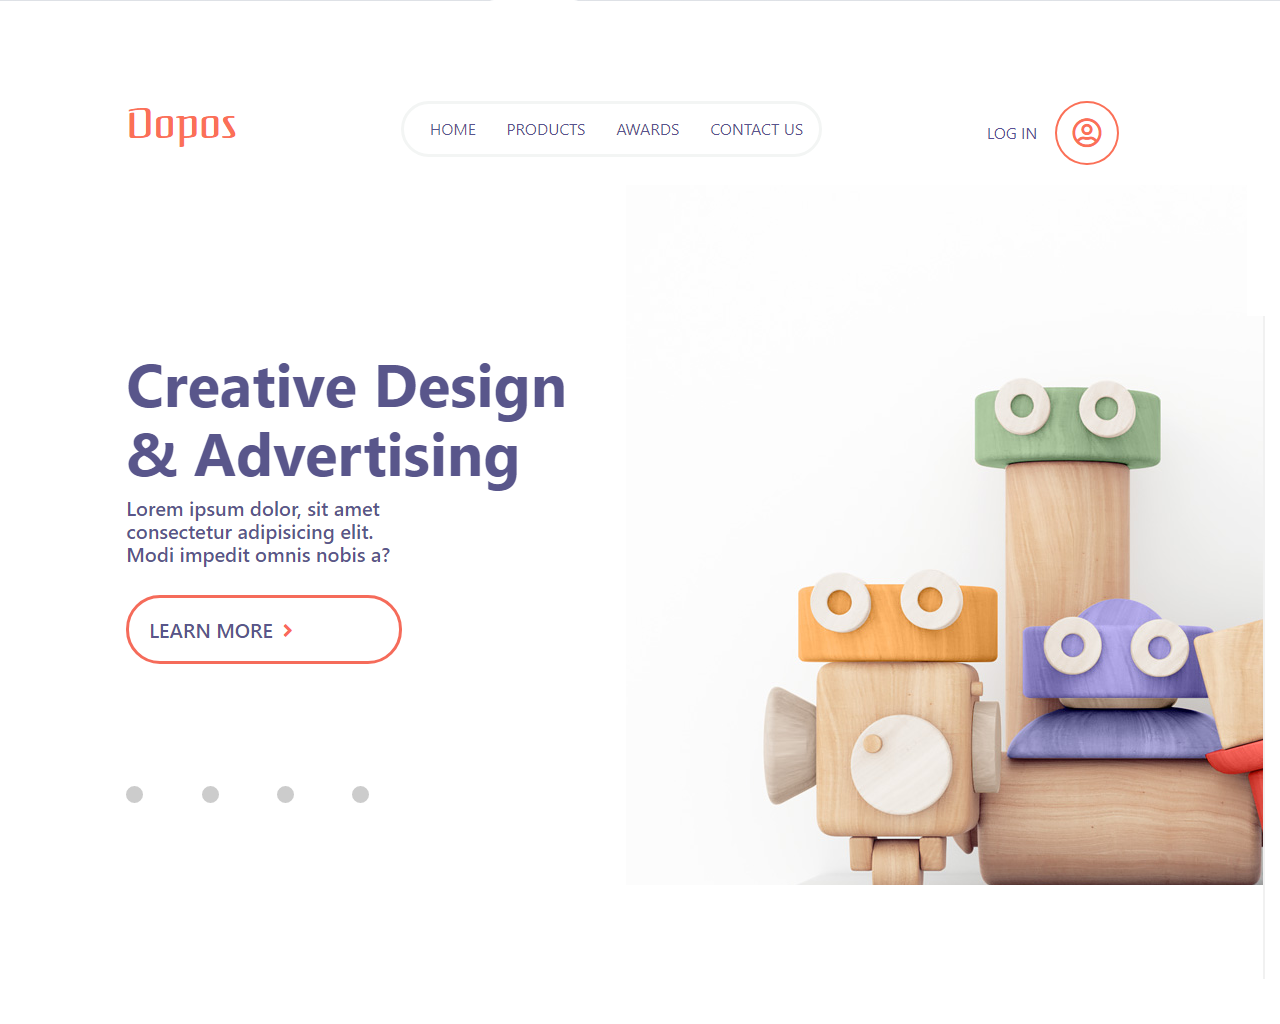 Dopos
HOME PRODUCTS AWARDS CONTACT US
LOG IN
Creative Design
& Advertising
Lorem ipsum dolor, sit amet
consectetur adipisicing elit.
Modi impedit omnis nobis a?
LEARN MORE